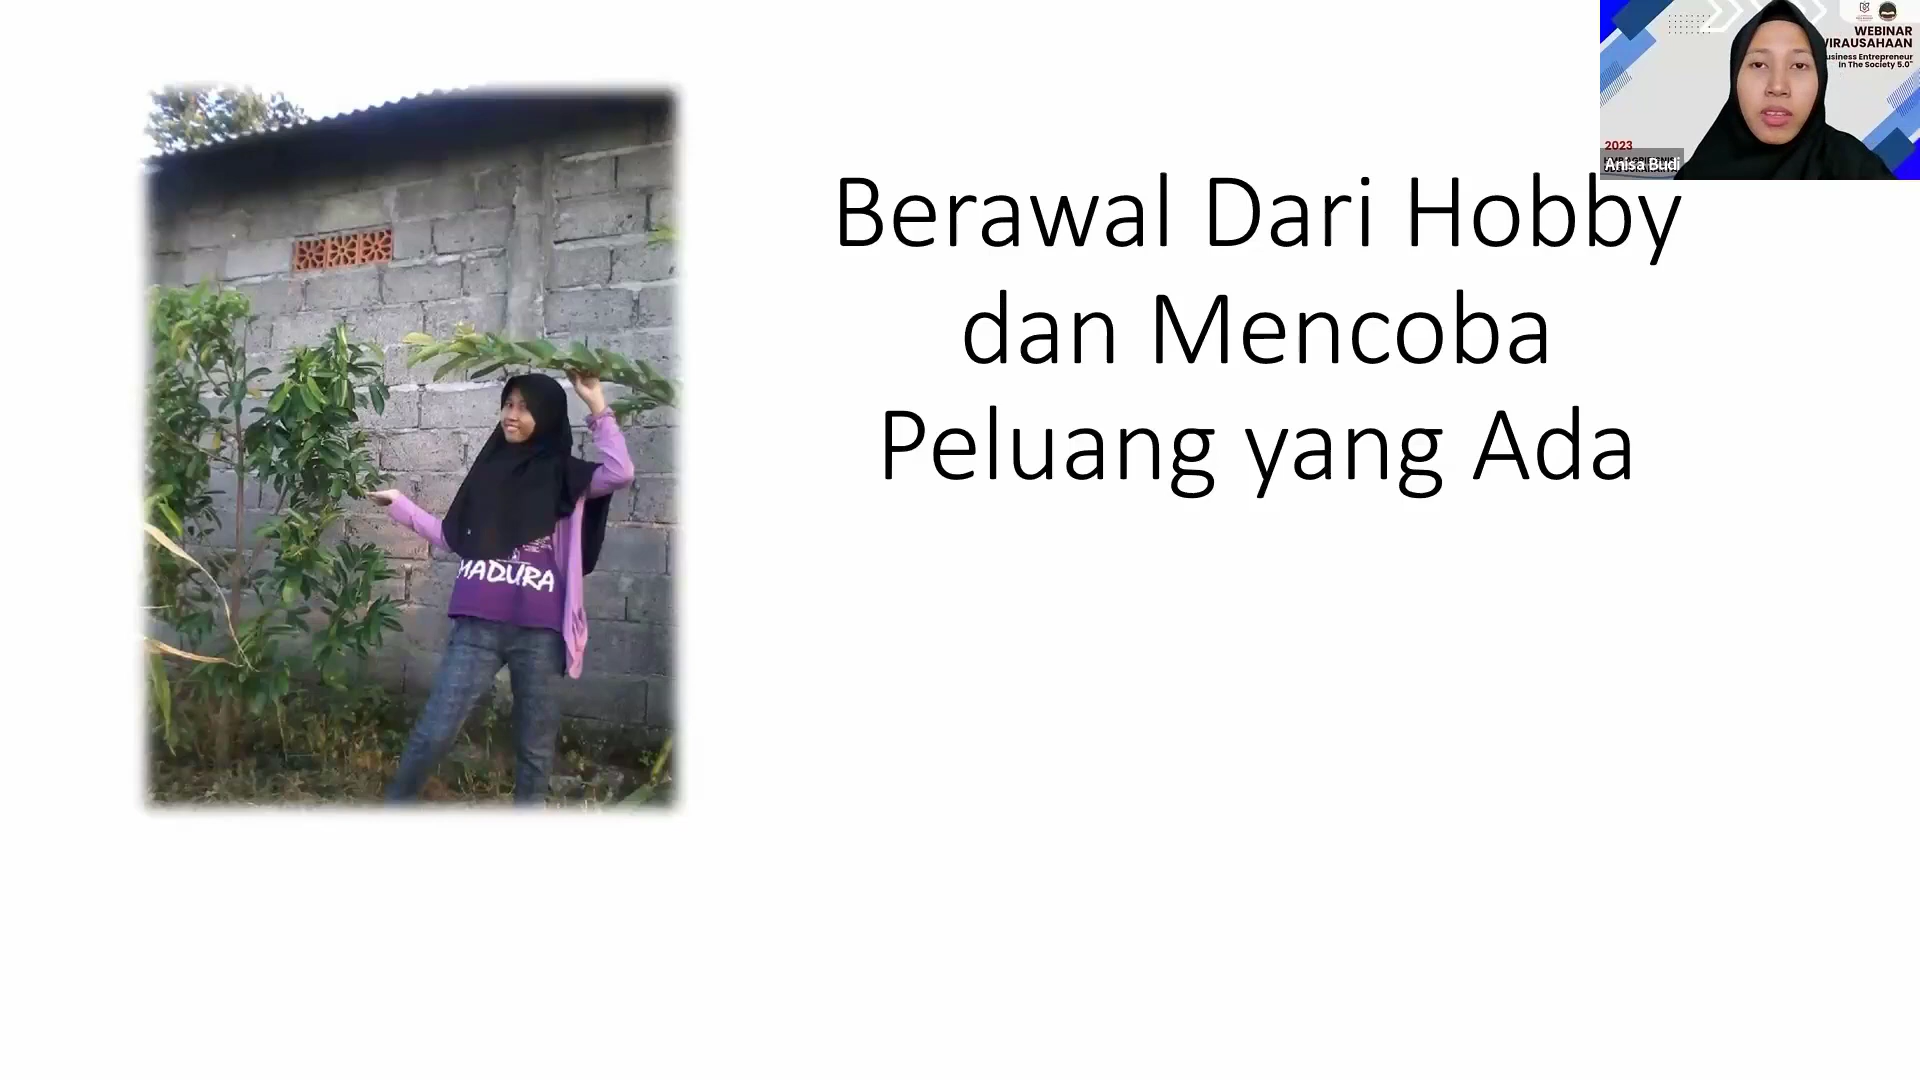 Berawal Dari Hobby
dan Mencoba
Peluang yang Ada
MADURA
WEBINAR
WIRAUSAHAAN
usiness Entrepreneur
In The Society 5.0"
2023
Anisa Budi